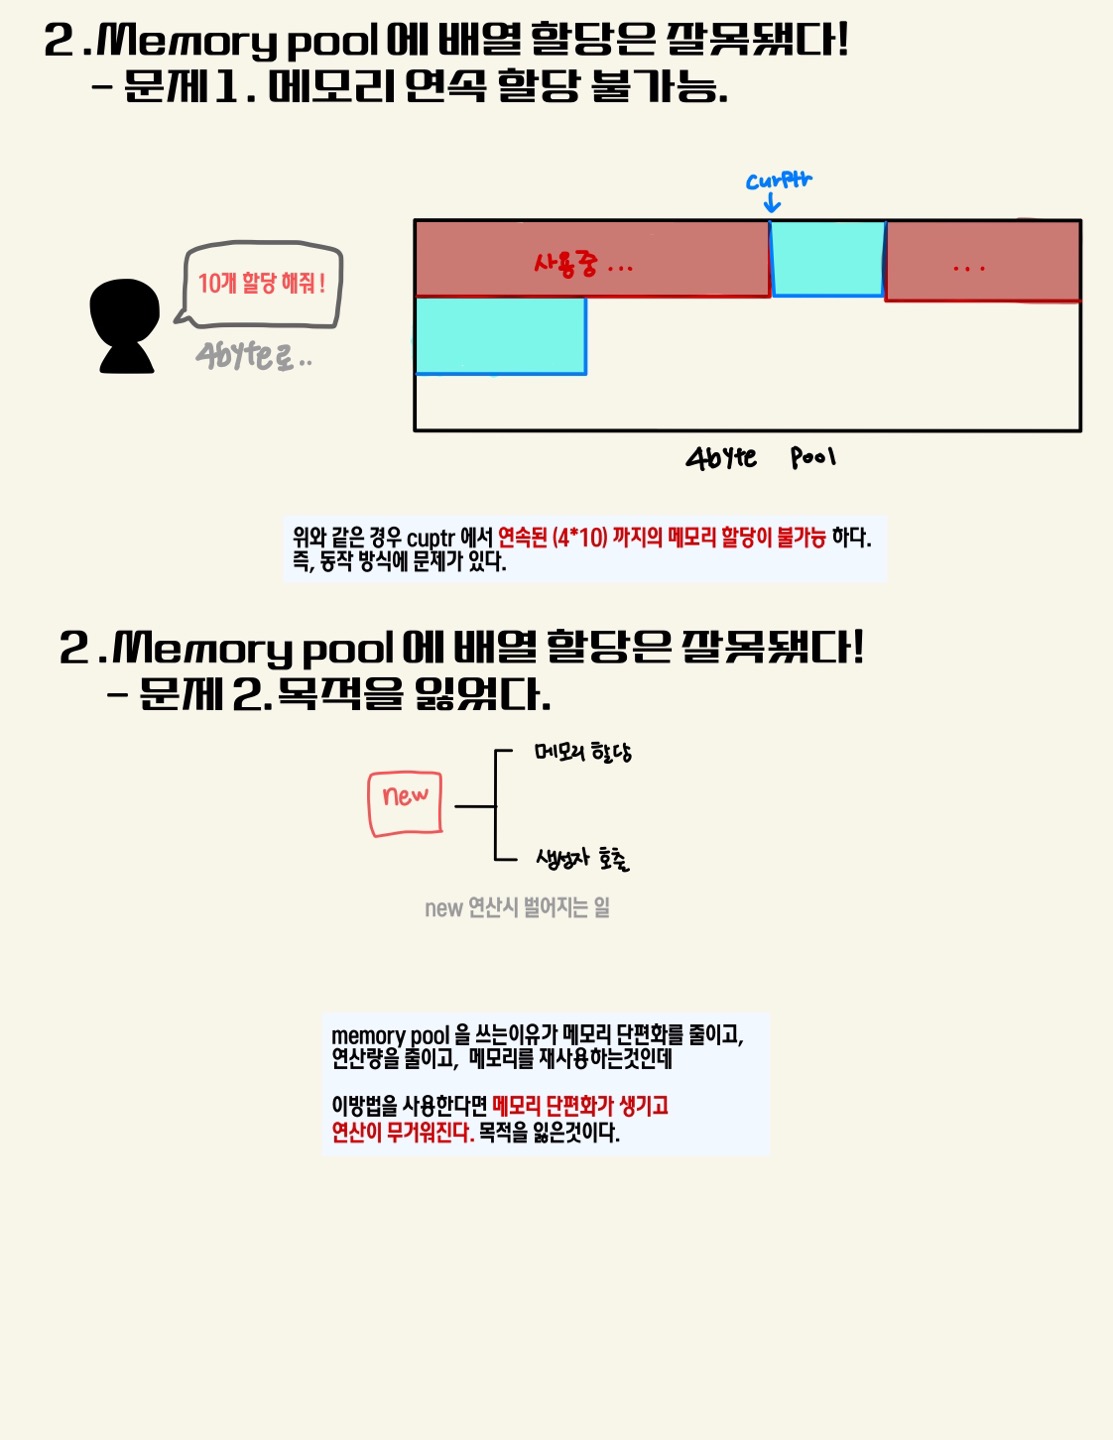 2.Memory pool에 배열 할당은 잘못됐다!
- 문제 1. 메모리 연속 할당 불가능.
curptr
10개 할당 해줘!
사용중...
...
4byte로..
4byte pool
위와 같은 경우 cuptr 에서 연속된 (4*10) 까지의 메모리 할당이 불가능 하다.
즉, 동작 방식에 문제가 있다.
2.Memory pool에 배열 할당은 잘못됐다!
- 문제 2.목적을 잃었다.
메모리 할당
new
생성자 호출
new 연산시 벌어지는 일
memory pool 을 쓰는이유가 메모리 단편화를 줄이고,
연산량을 줄이고, 메모리를 재사용하는것인데
이방법을 사용한다면 메모리 단편화가 생기고
연산이 무거워진다. 목적을 잃은것이다.